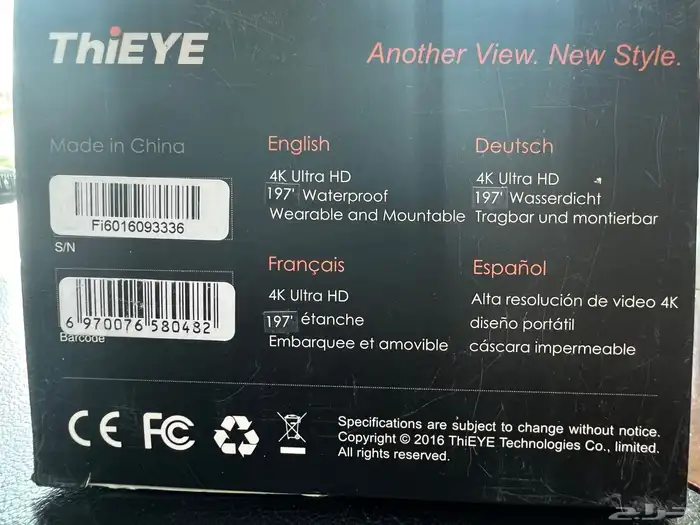 ThiEYE
Another View. New Style.
Made in China
Fi6016093336
S/N
6 970076 580482
Barcode
English
4K Ultra HD
197' Waterproof
Wearable and Mountable
Deutsch
4K Ultra HD
197' Wasserdicht
Tragbar und montierbar
Français
4K Ultra HD
197' étanche
Embarquee et amovible
Español
Alta resolución de video 4K
diseño portátil
cáscara impermeable
CE FC
Specifications are subject to change without notice.
Copyright © 2016 ThiEYE Technologies Co., limited.
All rights reserved.
حراج